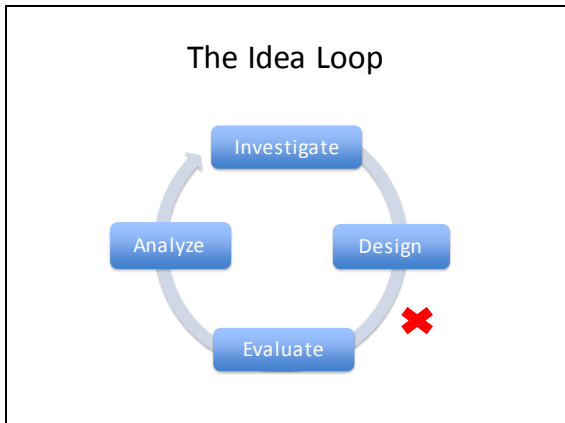 The Idea Loop
Investigate
Analyze
Design
Evaluate